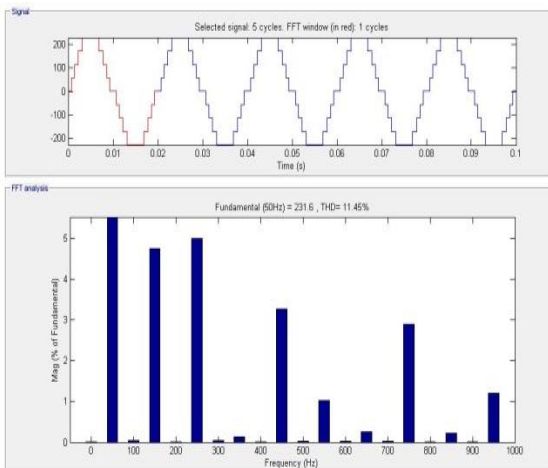 Signal
Selected signal: 5 cycles. FFT window (in red): 1 cycles
200
100
0
-100
-200
0 0.01 0.02 0.03 0.04 0.05 0.06 0.07 0.08 0.09 0.1
Time (s)
FFT analysis
Fundamental (50Hz) = 231.6 , THD= 11.45%
Mag (% of Fundamental)
5
4
3
2
1
0
0 100 200 300 400 500 600 700 800 900 1000
Frequency (Hz)